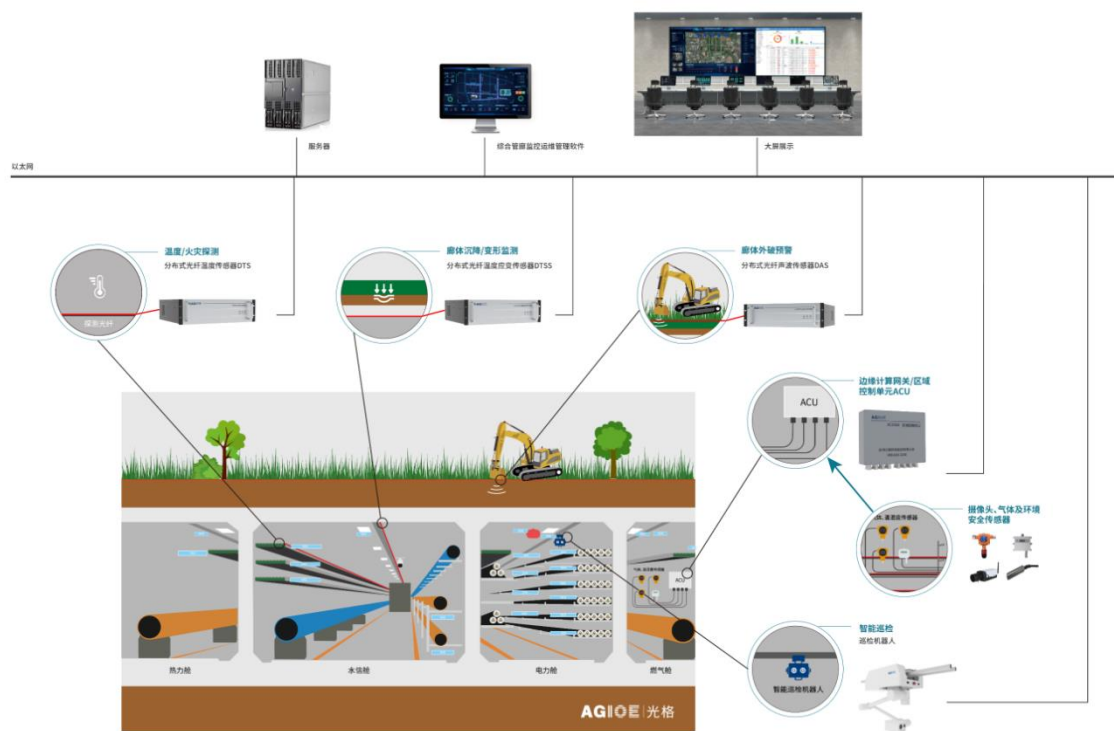 服务器
综合管廊监控运维管理软件
大屏展示
以太网
温度/火灾探测
分布式光纤温度传感器DTS
探测光纤
廊体沉降/变形监测
分布式光纤温度应变传感器DTSS
廊体外破预警
分布式光纤声波传感器DAS
边缘计算网关/区域
控制单元ACU
ACU
摄像头、气体及环境
安全传感器
智能巡检
巡检机器人
智能巡检机器人
ACU
热力舱
水信舱
电力舱
燃气舱
AGIOE 光格